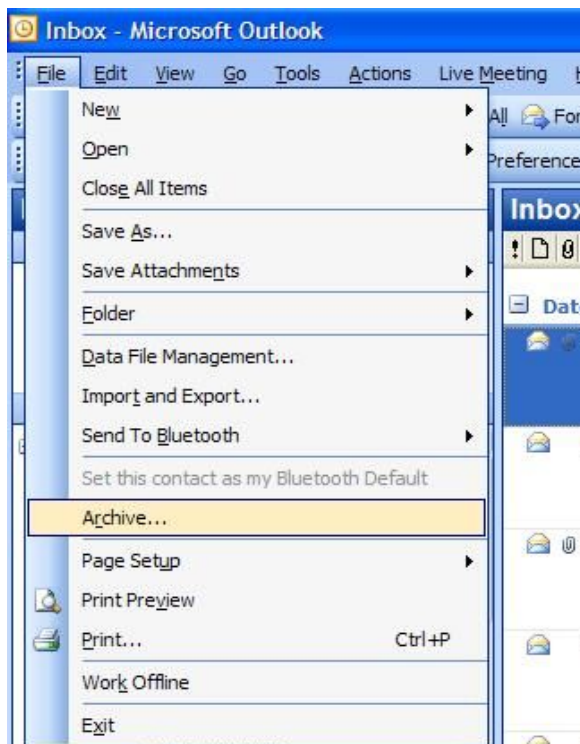 Inbox - Microsoft Outlook
File Edit View Go Tools Actions Live Meeting
New
All For
Open
Preference
Close All Items
Inbox
Save As...
Save Attachments
Folder
Dat
Data File Management...
Import and Export...
Send To Bluetooth
Set this contact as my Bluetooth Default
Archive...
Page Setup
Print Preview
Print... Ctrl+P
Work Offline
Exit